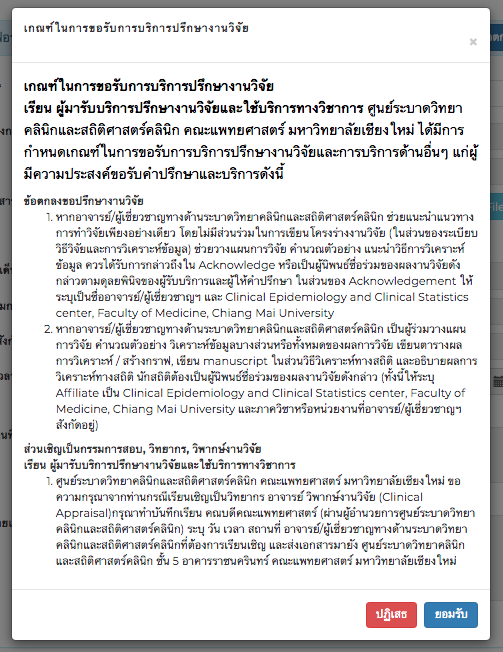 เกณฑ์ในการขอรับการบริการปรึกษางานวิจัย
×
เกณฑ์ในการขอรับการบริการปรึกษางานวิจัย
เรียน ผู้มารับบริการปรึกษางานวิจัยและใช้บริการทางวิชาการ ศูนย์ระบาดวิทยา
คลินิกและสถิติศาสตร์คลินิก คณะแพทยศาสตร์ มหาวิทยาลัยเชียงใหม่ ได้มีการ
กำหนดเกณฑ์ในการขอรับการบริการปรึกษางานวิจัยและการบริการด้านอื่นๆ แก่ผู้
มีความประสงค์ขอรับคำปรึกษาและบริการดังนี้
ข้อตกลงขอปรึกษางานวิจัย
1. หากอาจารย์/ผู้เชี่ยวชาญทางด้านระบาดวิทยาคลินิกและสถิติศาสตร์คลินิก ช่วยแนะนำแนวทาง
การทำวิจัยเพียงอย่างเดียว โดยไม่มีส่วนร่วมในการเขียนโครงร่างงานวิจัย (ในส่วนของระเบียบ
วิธีวิจัยและการวิเคราะห์ข้อมูล) ช่วยวางแผนการวิจัย คำนวณตัวอย่าง แนะนำวิธีการวิเคราะห์
ข้อมูล ควรได้รับการกล่าวถึงใน Acknowledge หรือเป็นผู้นิพนธ์ชื่อร่วมของผลงานวิจัยดัง
กล่าวตามดุลยพินิจของผู้รับบริการและผู้ให้คำปรึกษา ในส่วนของ Acknowledgement ให้
ระบุเป็นชื่ออาจารย์/ผู้เชี่ยวชาญฯ และ Clinical Epidemiology and Clinical Statistics
center, Faculty of Medicine, Chiang Mai University
2. หากอาจารย์/ผู้เชี่ยวชาญทางด้านระบาดวิทยาคลินิกและสถิติศาสตร์คลินิก เป็นผู้ร่วมวางแผน
การวิจัย คำนวณตัวอย่าง วิเคราะห์ข้อมูลบางส่วนหรือทั้งหมดของผลการวิจัย เขียนตารางผล
การวิเคราะห์ / สร้างกราฟ, เขียน manuscript ในส่วนวิธีวิเคราะห์ทางสถิติ และอธิบายผลการ
วิเคราะห์ทางสถิติ นักสถิติต้องเป็นผู้นิพนธ์ชื่อร่วมของผลงานวิจัยดังกล่าว (ทั้งนี้ให้ระบุ
Affiliate เป็น Clinical Epidemiology and Clinical Statistics center, Faculty of
Medicine, Chiang Mai University และภาควิชาหรือหน่วยงานที่อาจารย์/ผู้เชี่ยวชาญฯ
สังกัดอยู่)
ส่วนเชิญเป็นกรรมการสอบ, วิทยากร, วิพากษ์งานวิจัย
เรียน ผู้มารับบริการปรึกษางานวิจัยและใช้บริการทางวิชาการ
1. ศูนย์ระบาดวิทยาคลินิกและสถิติศาสตร์คลินิก คณะแพทยศาสตร์ มหาวิทยาลัยเชียงใหม่ ขอ
ความกรุณาจากท่านกรณีเรียนเชิญเป็นวิทยากร อาจารย์ วิพากษ์งานวิจัย (Clinical
Appraisal)กรุณาทำบันทึกเรียน คณบดีคณะแพทยศาสตร์ (ผ่านผู้อำนวยการศูนย์ระบาดวิทยา
คลินิกและสถิติศาสตร์คลินิก) ระบุ วัน เวลา สถานที่ อาจารย์/ผู้เชี่ยวชาญทางด้านระบาดวิทยา
คลินิกและสถิติศาสตร์คลินิกที่ต้องการเรียนเชิญ และส่งเอกสารมายัง ศูนย์ระบาดวิทยาคลินิก
และสถิติศาสตร์คลินิก ชั้น 5 อาคารราชนครินทร์ คณะแพทยศาสตร์ มหาวิทยาลัยเชียงใหม่
ปฏิเสธ
ยอมรับ